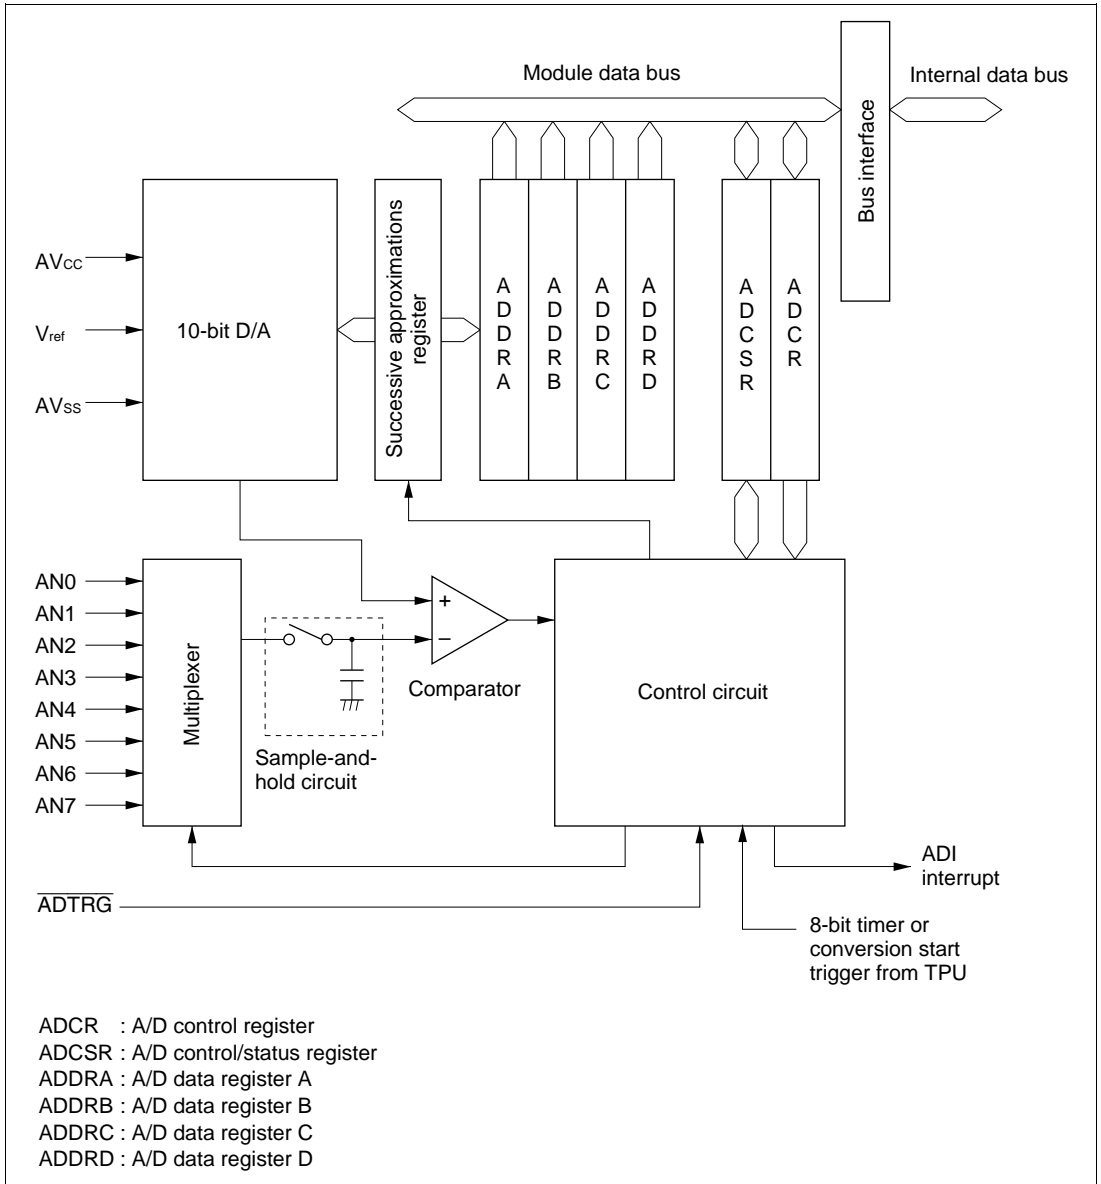 Module data bus
Internal data bus
Bus interface
AVCC
Vref
AVSS
10-bit D/A
Successive approximations
register
ADDRA
ADDRB
ADDRC
ADDRD
ADCSR
ADCR
AN0
AN1
AN2
AN3
AN4
AN5
AN6
AN7
Multiplexer
+
−
Comparator
Sample-and-
hold circuit
Control circuit
ADI
interrupt
ADTRG
8-bit timer or
conversion start
trigger from TPU
ADCR : A/D control register
ADCSR : A/D control/status register
ADDRA : A/D data register A
ADDRB : A/D data register B
ADDRC : A/D data register C
ADDRD : A/D data register D